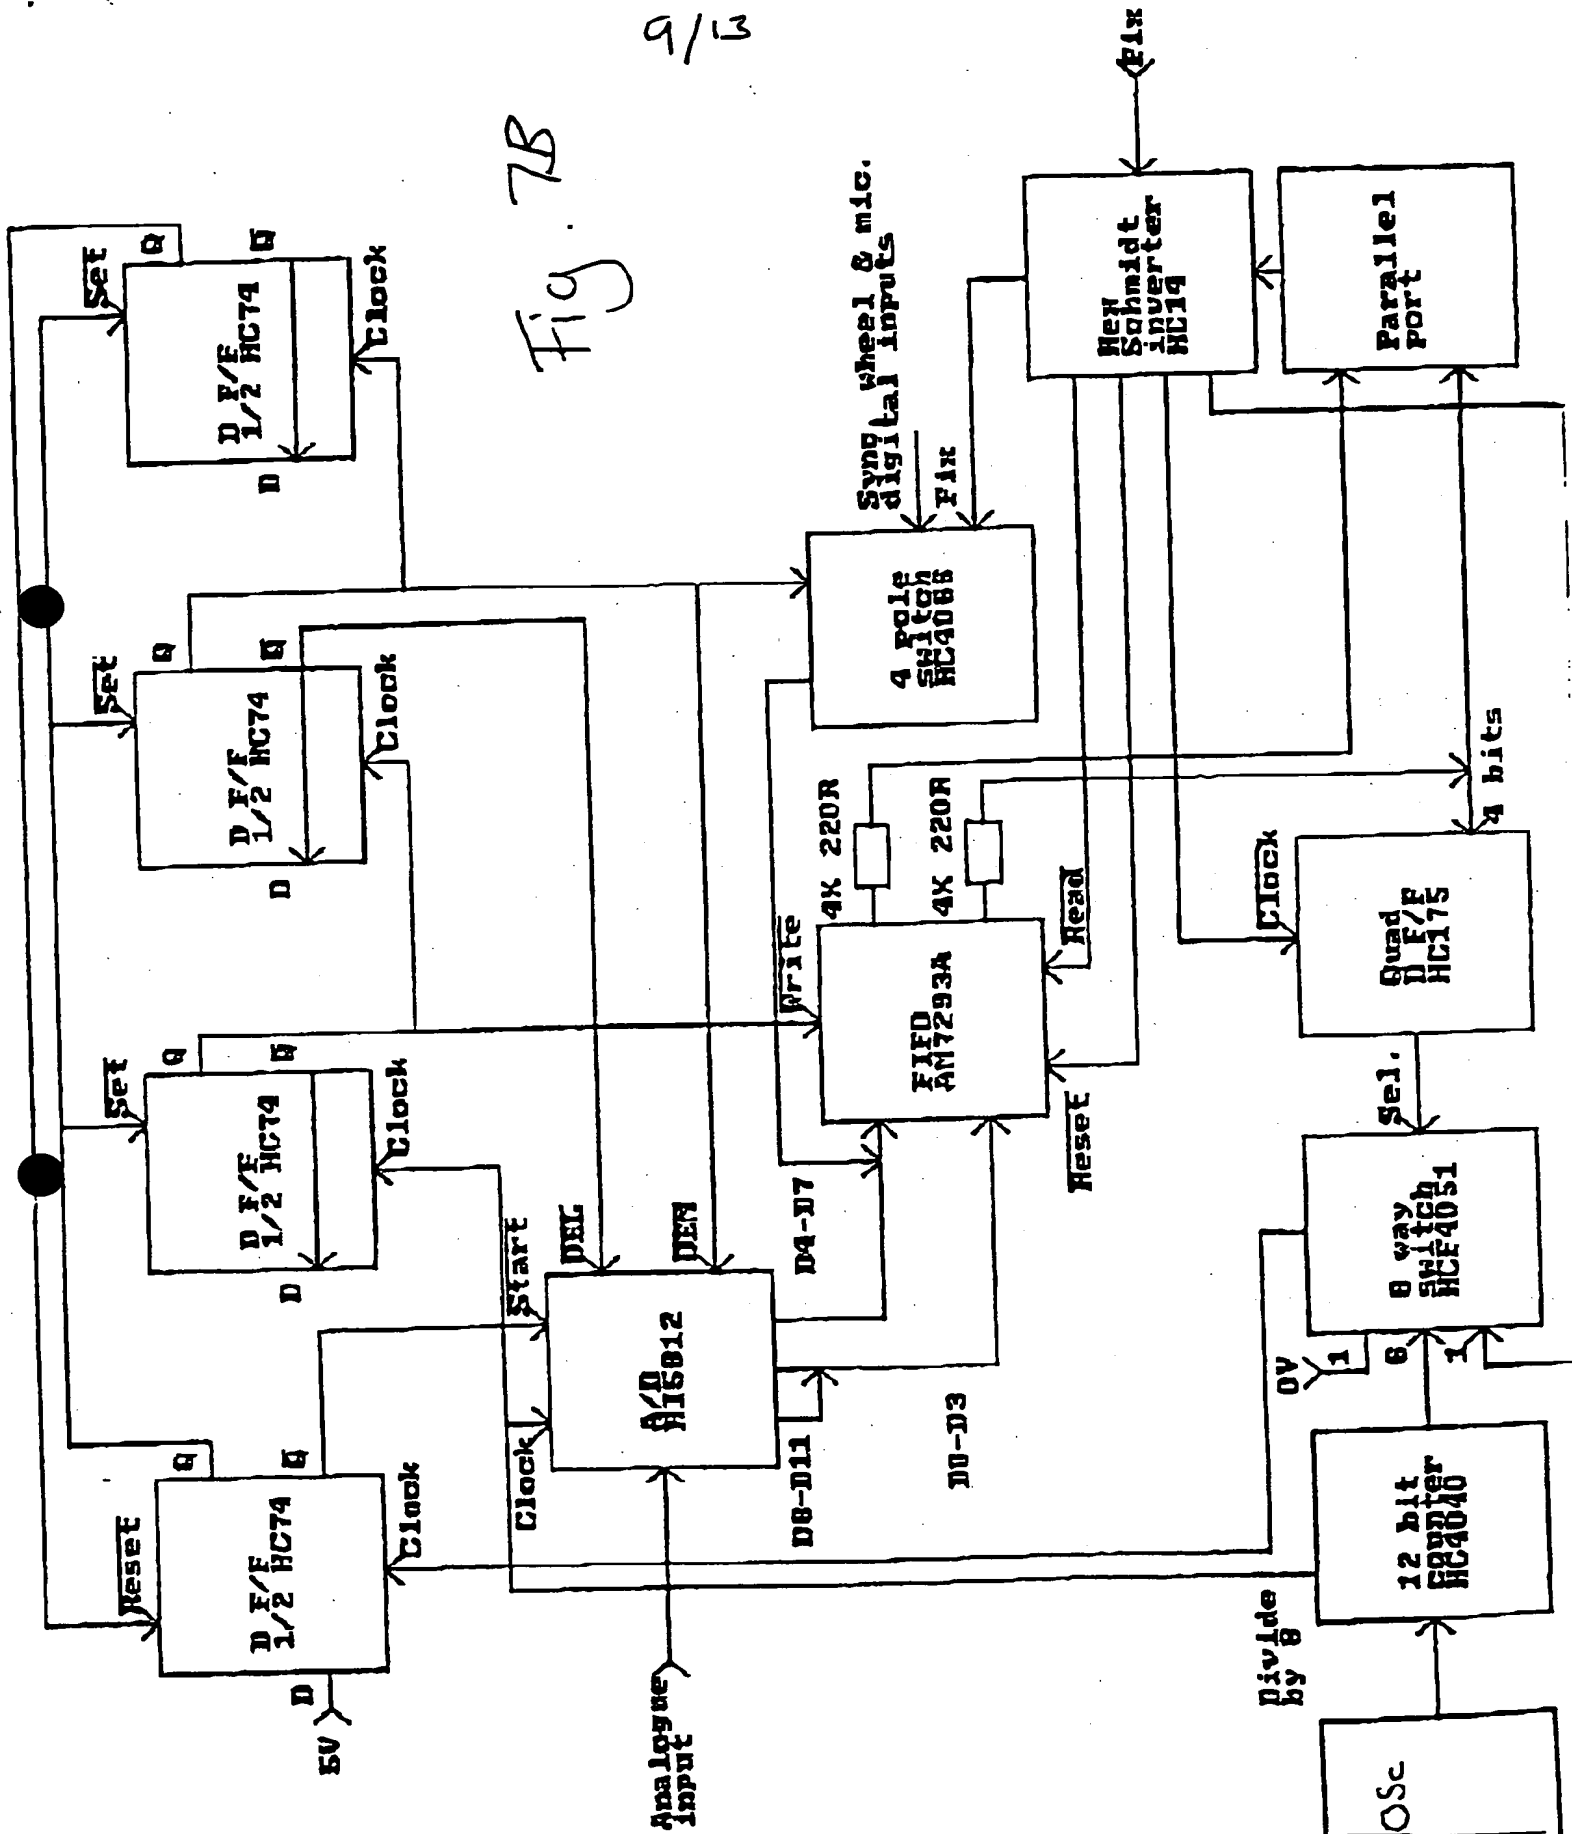 9/13
Fig. 7B
5V
D
Reset
D F/F
1/2 HC74
Q
Q
Clock
Set
D F/F
1/2 HC74
Q
Q
D
Clock
Set
D F/F
1/2 HC74
Q
Q
D
Clock
Set
D F/F
1/2 HC74
Q
Q
D
Clock
Analogue
input
Clock
Start
A/D
HI5812
OEL
OEM
D8-D11
D4-D7
D0-D3
Write
FIFO
AM7293A
Reset
Read
4X 220R
4X 220R
4 pole
switch
HC4066
Sync, wheel & mic.
digital inputs
Fix
Hex
Schmidt
inverter
HC14
Fix
Parallel
port
4 bits
Clock
Quad
D F/F
HC175
Sel.
8 way
switch
HCF4051
0V
1
6
1
Divide
by 8
12 bit
counter
HC4040
OSc